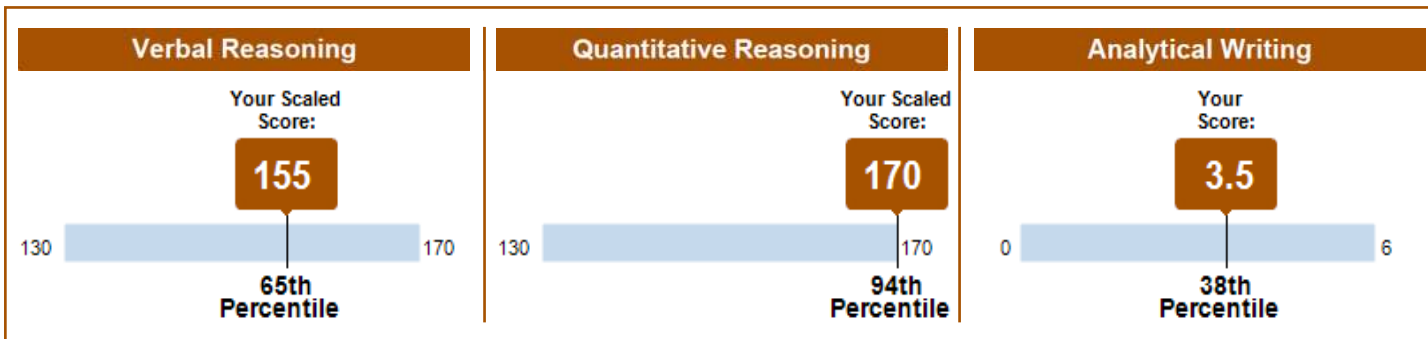 Verbal Reasoning
Your Scaled
Score:
155
130
170
65th
Percentile
Quantitative Reasoning
Your Scaled
Score:
170
130
170
94th
Percentile
Analytical Writing
Your
Score:
3.5
0
6
38th
Percentile